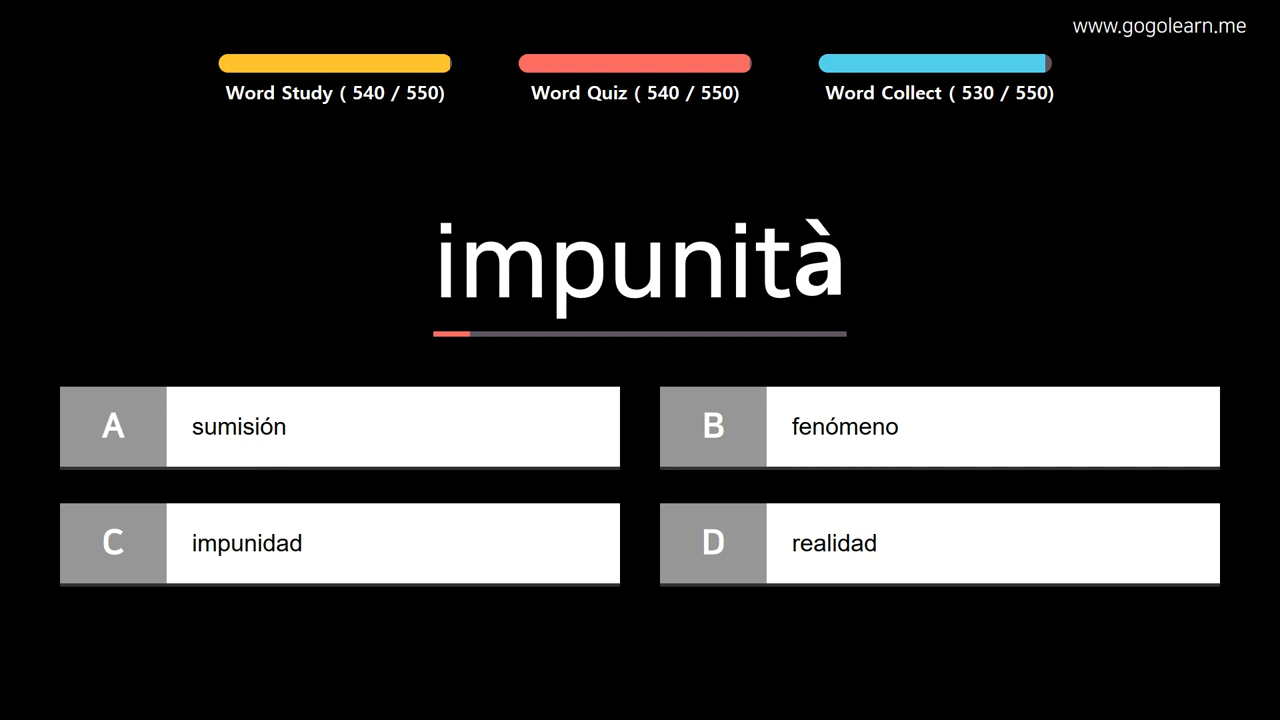 www.gogolearn.me
Word Study ( 540 / 550)
Word Quiz ( 540 / 550)
Word Collect ( 530 / 550)
impunità
A sumisión
B fenómeno
C impunidad
D realidad